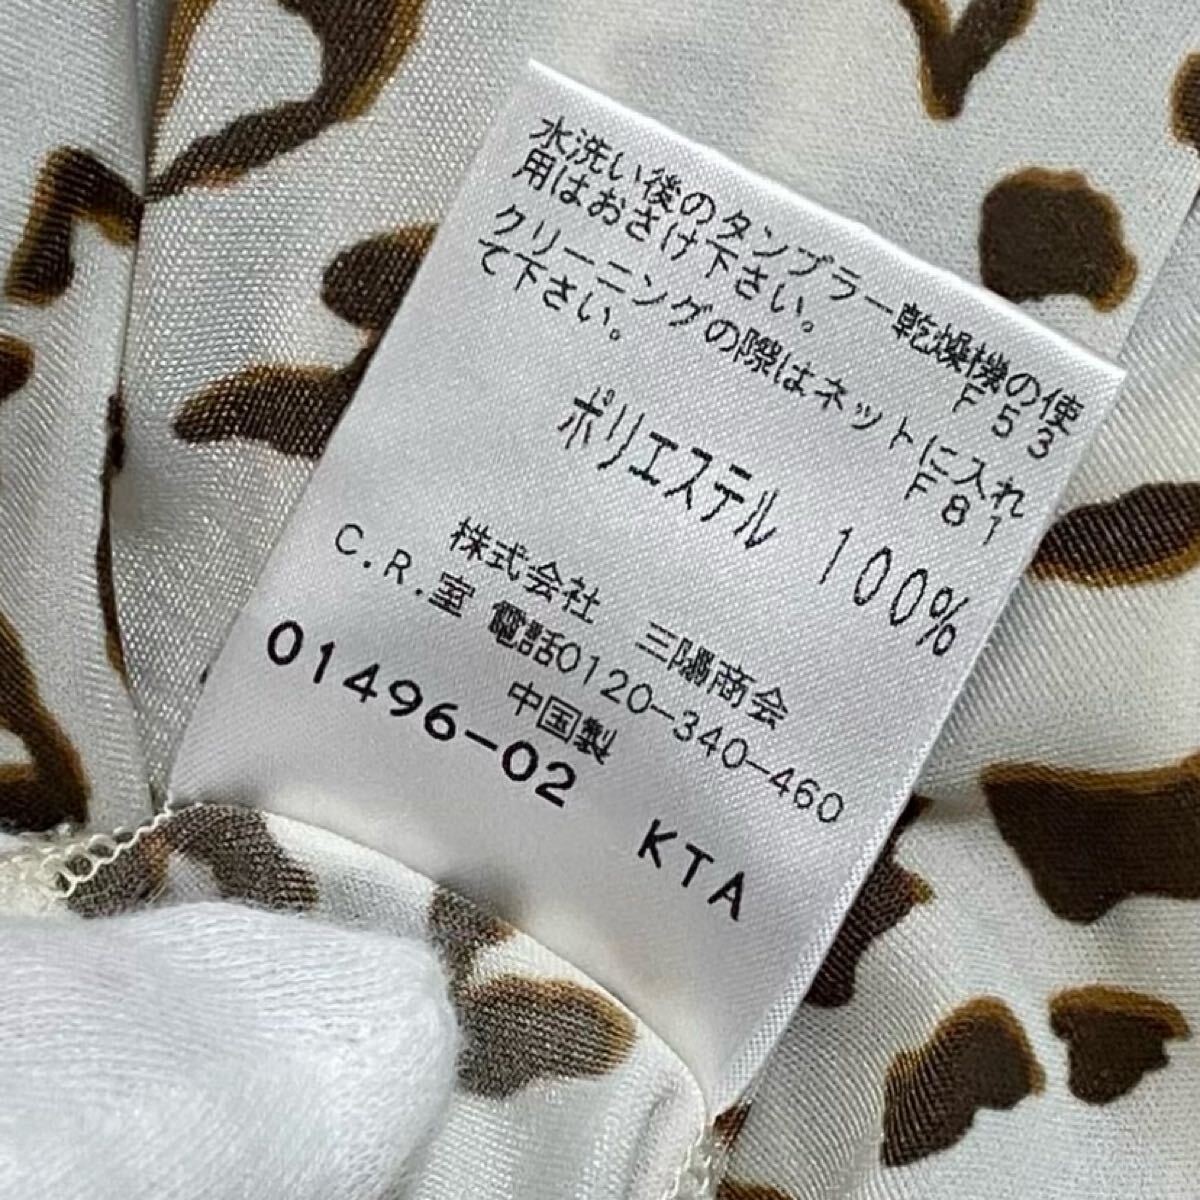 水洗い後のタンブラー乾燥機の使
用はおさけ下さい。 F53
クリーニングの際はネットに入れ
て下さい。 F81
ポリエステル 100%
株式会社 三陽商会
C.R.室 電話0120-340-460
中国製
01496-02 KTA